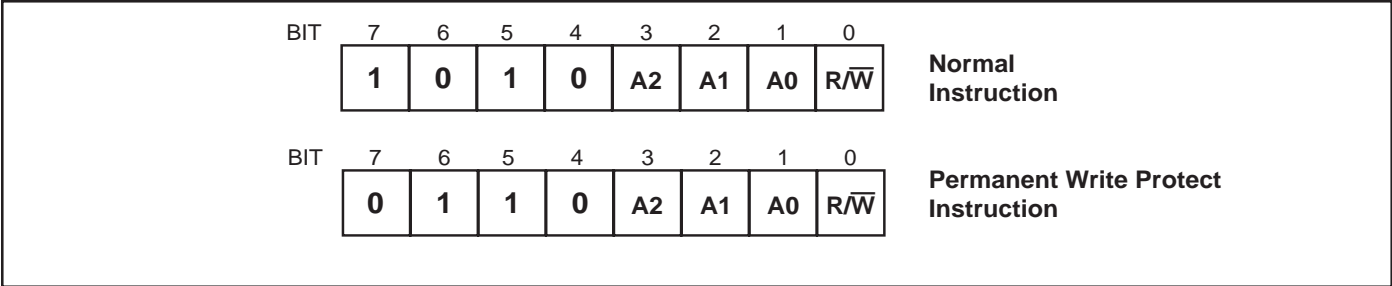 BIT 7 6 5 4 3 2 1 0
1 0 1 0 A2 A1 A0 R/W̅
Normal
Instruction
BIT 7 6 5 4 3 2 1 0
0 1 1 0 A2 A1 A0 R/W̅
Permanent Write Protect
Instruction